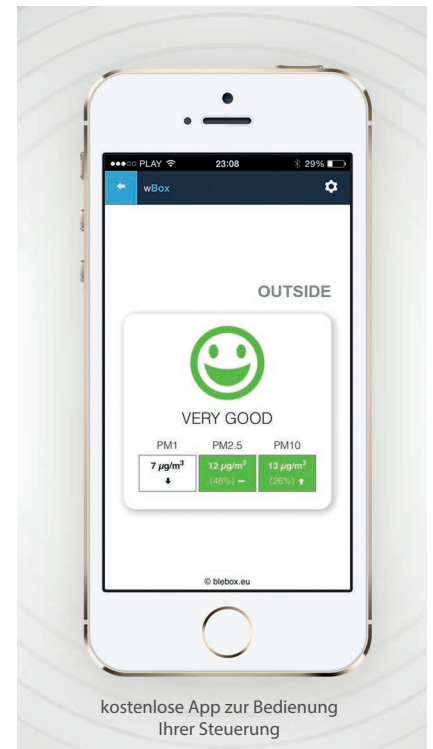 ●●●○○ PLAY 23:08 29%
wBox
OUTSIDE
VERY GOOD
PM1 PM2.5 PM10
7 µg/m³ 12 µg/m³ 13 µg/m³
(48%) – (26%)
© blebox.eu
kostenlose App zur Bedienung
Ihrer Steuerung